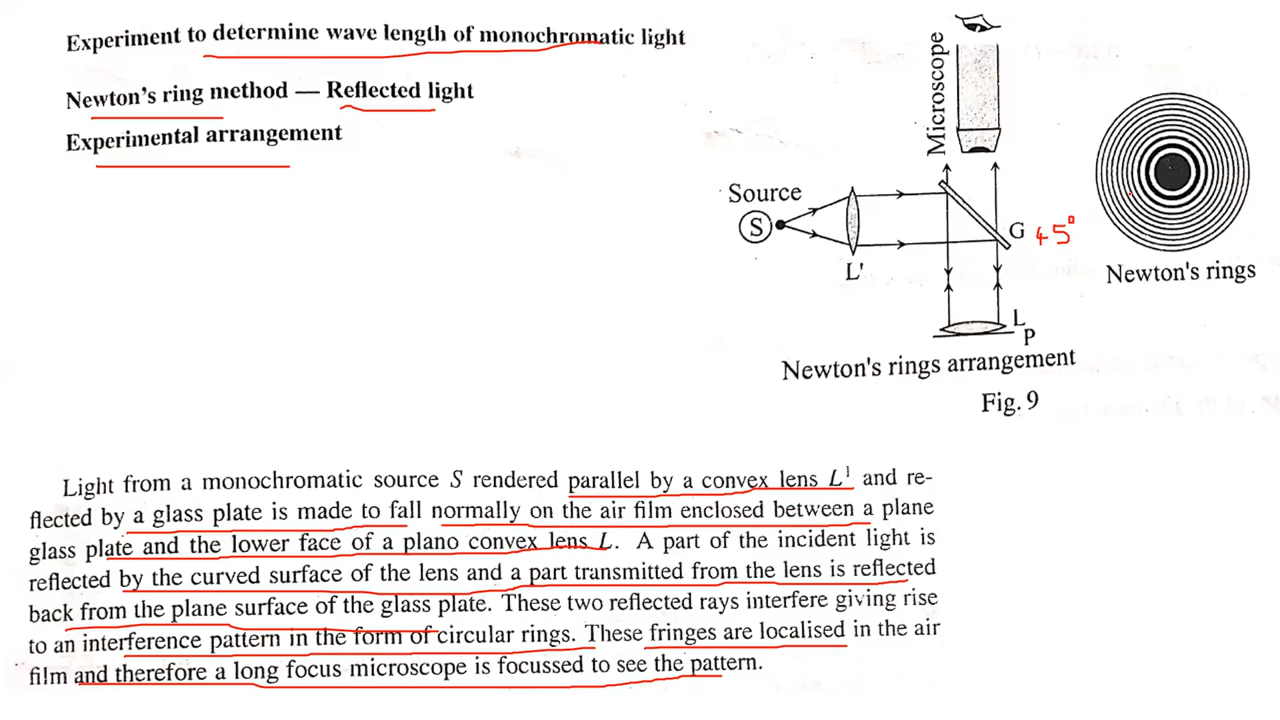 Experiment to determine wave length of monochromatic light
Newton's ring method — Reflected light
Experimental arrangement
Microscope
Source
S
L'
G 45°
L
P
Newton's rings arrangement
Fig. 9
Newton's rings
Light from a monochromatic source S rendered parallel by a convex lens L¹ and re-
flected by a glass plate is made to fall normally on the air film enclosed between a plane
glass plate and the lower face of a plano convex lens L. A part of the incident light is
reflected by the curved surface of the lens and a part transmitted from the lens is reflected
back from the plane surface of the glass plate. These two reflected rays interfere giving rise
to an interference pattern in the form of circular rings. These fringes are localised in the air
film and therefore a long focus microscope is focussed to see the pattern.